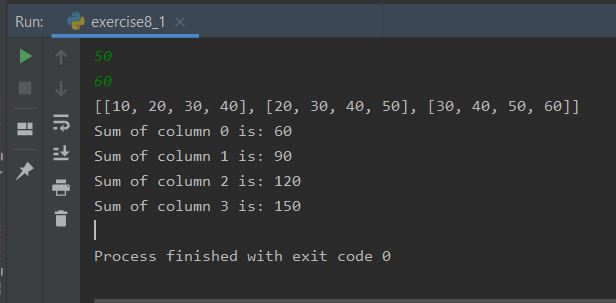 Run: exercise8_1
50
60
[[10, 20, 30, 40], [20, 30, 40, 50], [30, 40, 50, 60]]
Sum of column 0 is: 60
Sum of column 1 is: 90
Sum of column 2 is: 120
Sum of column 3 is: 150
Process finished with exit code 0